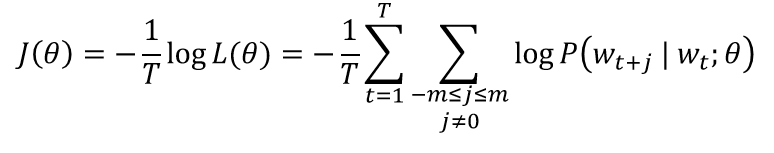 J(θ) = − 1/T log L(θ) = − 1/T ∑_{t=1}^{T} ∑_{−m≤j≤m, j≠0} log P(w_{t+j} | w_t; θ)